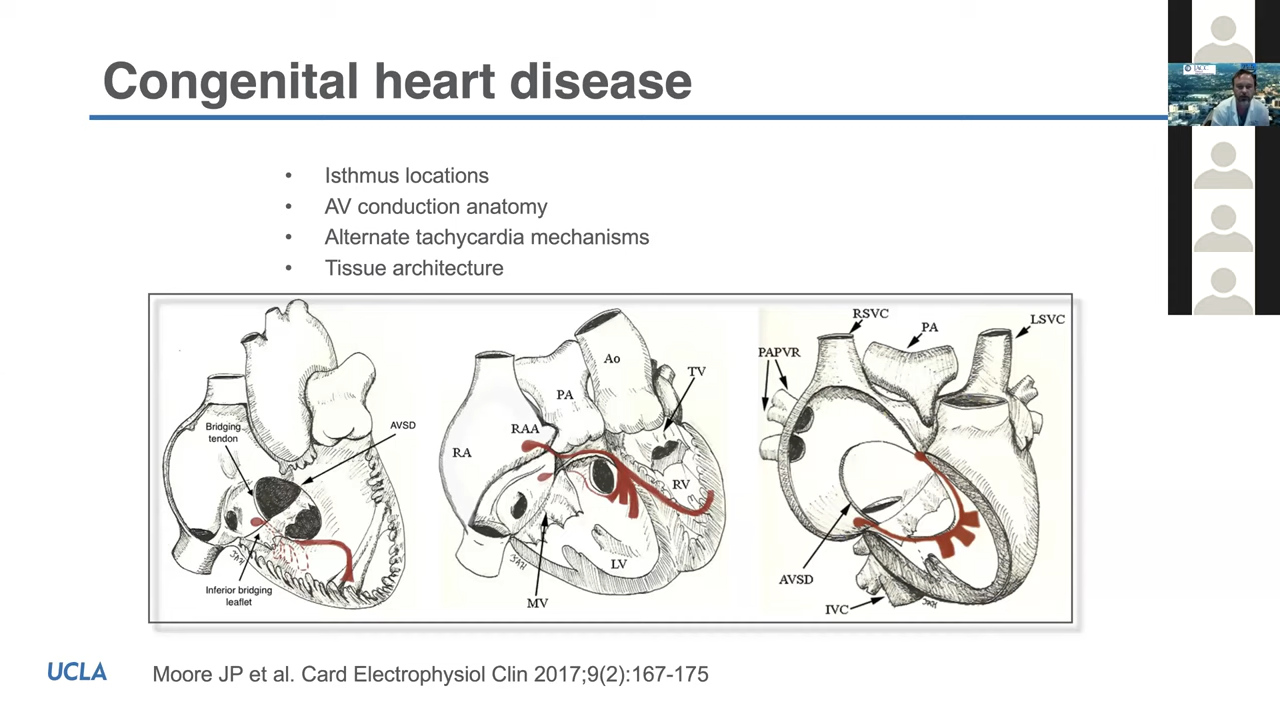 Congenital heart disease
• Isthmus locations
• AV conduction anatomy
• Alternate tachycardia mechanisms
• Tissue architecture
Bridging
tendon
AVSD
Inferior bridging
leaflet
RA
RAA
PA
Ao
TV
RV
LV
MV
RSVC
PA
LSVC
PAPVR
AVSD
IVC
UCLA
Moore JP et al. Card Electrophysiol Clin 2017;9(2):167-175
ACC